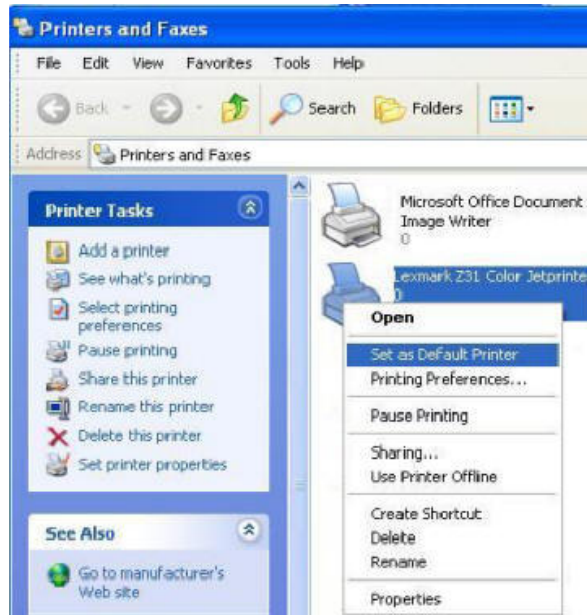 Printers and Faxes
File Edit View Favorites Tools Help
Back Search Folders
Address Printers and Faxes
Printer Tasks
Add a printer
See what's printing
Select printing
preferences
Pause printing
Share this printer
Rename this printer
Delete this printer
Set printer properties
See Also
Go to manufacturer's
Web site
Microsoft Office Document
Image Writer
0
Lexmark Z31 Color Jetprinte
0
Open
Set as Default Printer
Printing Preferences...
Pause Printing
Sharing...
Use Printer Offline
Create Shortcut
Delete
Rename
Properties